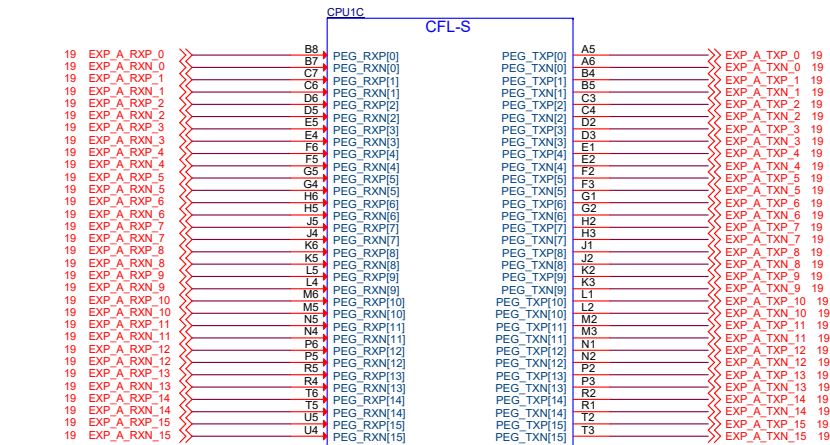 CPU1C
CFL-S
19 EXP_A_RXP_0 B8 PEG_RXP[0] PEG_TXP[0] A5 EXP_A_TXP_0 19
19 EXP_A_RXN_0 B7 PEG_RXN[0] PEG_TXN[0] A6 EXP_A_TXN_0 19
19 EXP_A_RXP_1 C7 PEG_RXP[1] PEG_TXP[1] B4 EXP_A_TXP_1 19
19 EXP_A_RXN_1 C6 PEG_RXN[1] PEG_TXN[1] B5 EXP_A_TXN_1 19
19 EXP_A_RXP_2 D6 PEG_RXP[2] PEG_TXP[2] C3 EXP_A_TXP_2 19
19 EXP_A_RXN_2 D5 PEG_RXN[2] PEG_TXN[2] C4 EXP_A_TXN_2 19
19 EXP_A_RXP_3 E5 PEG_RXP[3] PEG_TXP[3] D2 EXP_A_TXP_3 19
19 EXP_A_RXN_3 E4 PEG_RXN[3] PEG_TXN[3] D3 EXP_A_TXN_3 19
19 EXP_A_RXP_4 F6 PEG_RXP[4] PEG_TXP[4] E1 EXP_A_TXP_4 19
19 EXP_A_RXN_4 F5 PEG_RXN[4] PEG_TXN[4] E2 EXP_A_TXN_4 19
19 EXP_A_RXP_5 G5 PEG_RXP[5] PEG_TXP[5] F2 EXP_A_TXP_5 19
19 EXP_A_RXN_5 G4 PEG_RXN[5] PEG_TXN[5] F3 EXP_A_TXN_5 19
19 EXP_A_RXP_6 H6 PEG_RXP[6] PEG_TXP[6] G1 EXP_A_TXP_6 19
19 EXP_A_RXN_6 H5 PEG_RXN[6] PEG_TXN[6] G2 EXP_A_TXN_6 19
19 EXP_A_RXP_7 J5 PEG_RXP[7] PEG_TXP[7] H2 EXP_A_TXP_7 19
19 EXP_A_RXN_7 J4 PEG_RXN[7] PEG_TXN[7] H3 EXP_A_TXN_7 19
19 EXP_A_RXP_8 K6 PEG_RXP[8] PEG_TXP[8] J1 EXP_A_TXP_8 19
19 EXP_A_RXN_8 K5 PEG_RXN[8] PEG_TXN[8] J2 EXP_A_TXN_8 19
19 EXP_A_RXP_9 L5 PEG_RXP[9] PEG_TXP[9] K2 EXP_A_TXP_9 19
19 EXP_A_RXN_9 L4 PEG_RXN[9] PEG_TXN[9] K3 EXP_A_TXN_9 19
19 EXP_A_RXP_10 M6 PEG_RXP[10] PEG_TXP[10] L1 EXP_A_TXP_10 19
19 EXP_A_RXN_10 M5 PEG_RXN[10] PEG_TXN[10] L2 EXP_A_TXN_10 19
19 EXP_A_RXP_11 N5 PEG_RXP[11] PEG_TXP[11] M2 EXP_A_TXP_11 19
19 EXP_A_RXN_11 N4 PEG_RXN[11] PEG_TXN[11] M3 EXP_A_TXN_11 19
19 EXP_A_RXP_12 P6 PEG_RXP[12] PEG_TXP[12] N1 EXP_A_TXP_12 19
19 EXP_A_RXN_12 P5 PEG_RXN[12] PEG_TXN[12] N2 EXP_A_TXN_12 19
19 EXP_A_RXP_13 R5 PEG_RXP[13] PEG_TXP[13] P2 EXP_A_TXP_13 19
19 EXP_A_RXN_13 R4 PEG_RXN[13] PEG_TXN[13] P3 EXP_A_TXN_13 19
19 EXP_A_RXP_14 T6 PEG_RXP[14] PEG_TXP[14] R2 EXP_A_TXP_14 19
19 EXP_A_RXN_14 T5 PEG_RXN[14] PEG_TXN[14] R1 EXP_A_TXN_14 19
19 EXP_A_RXP_15 U5 PEG_RXP[15] PEG_TXP[15] T2 EXP_A_TXP_15 19
19 EXP_A_RXN_15 U4 PEG_RXN[15] PEG_TXN[15] T3 EXP_A_TXN_15 19